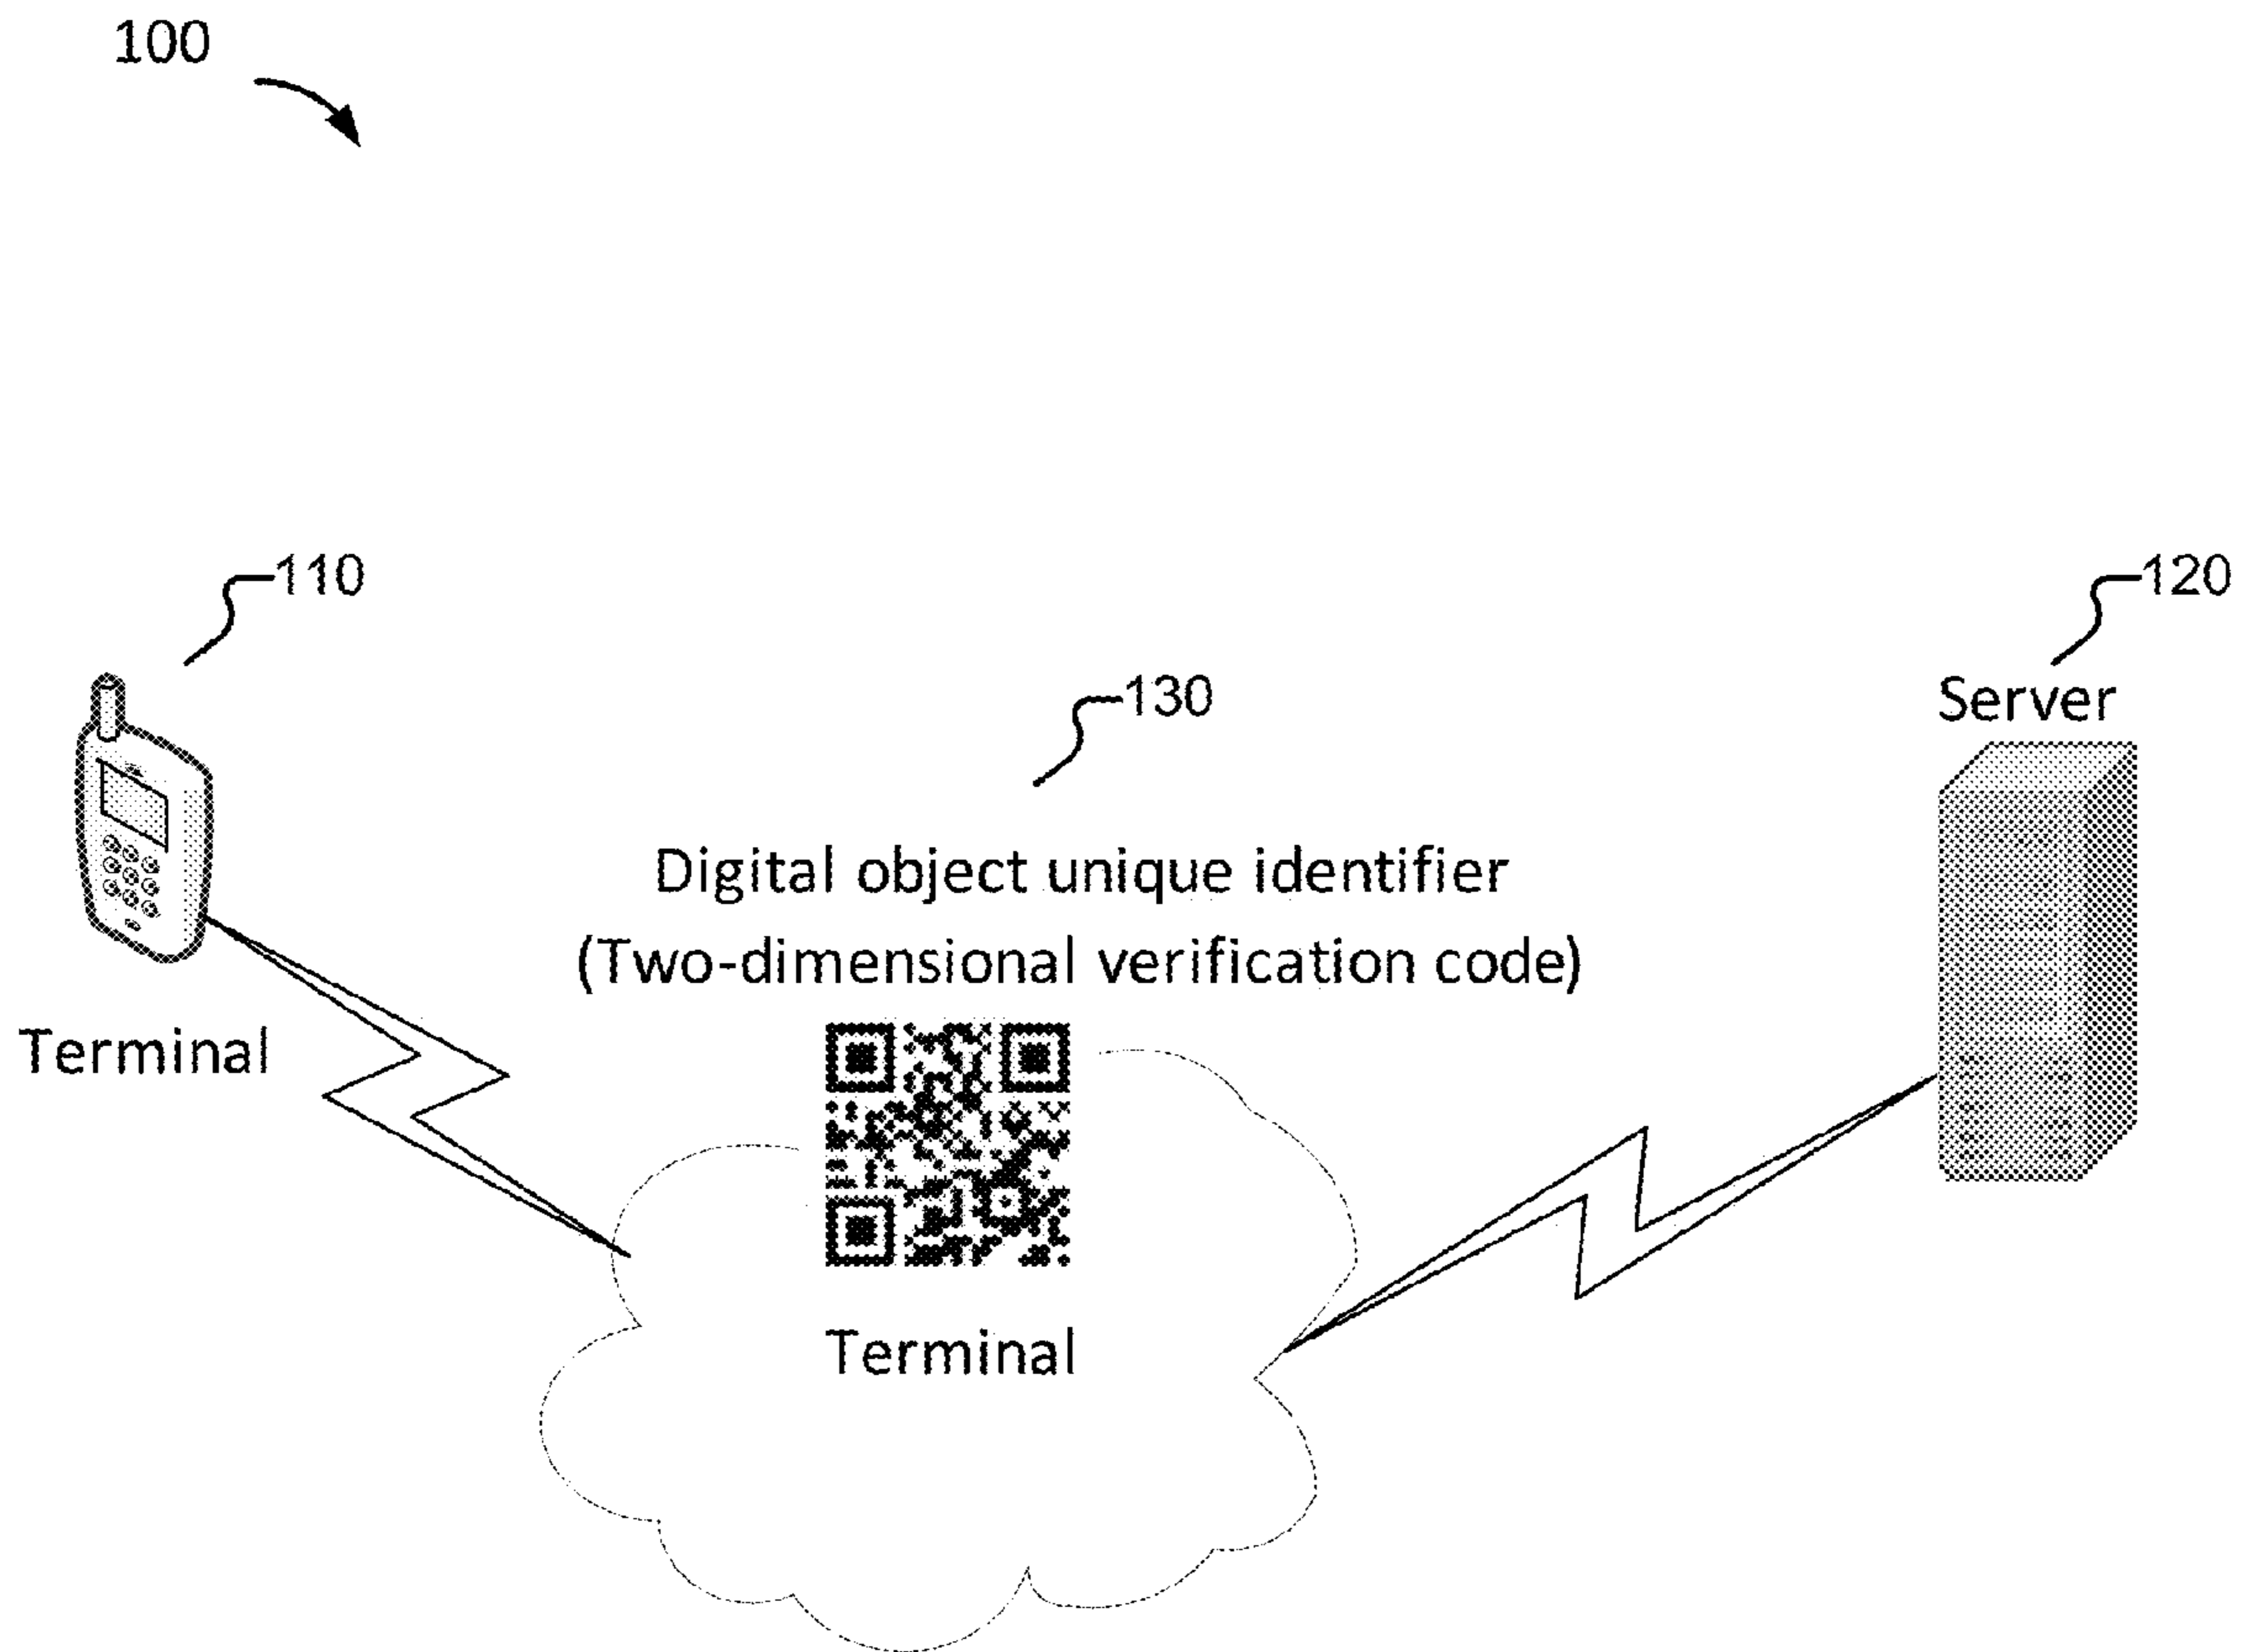 100
110
120
130
Server
Digital object unique identifier
(Two-dimensional verification code)
Terminal
Terminal